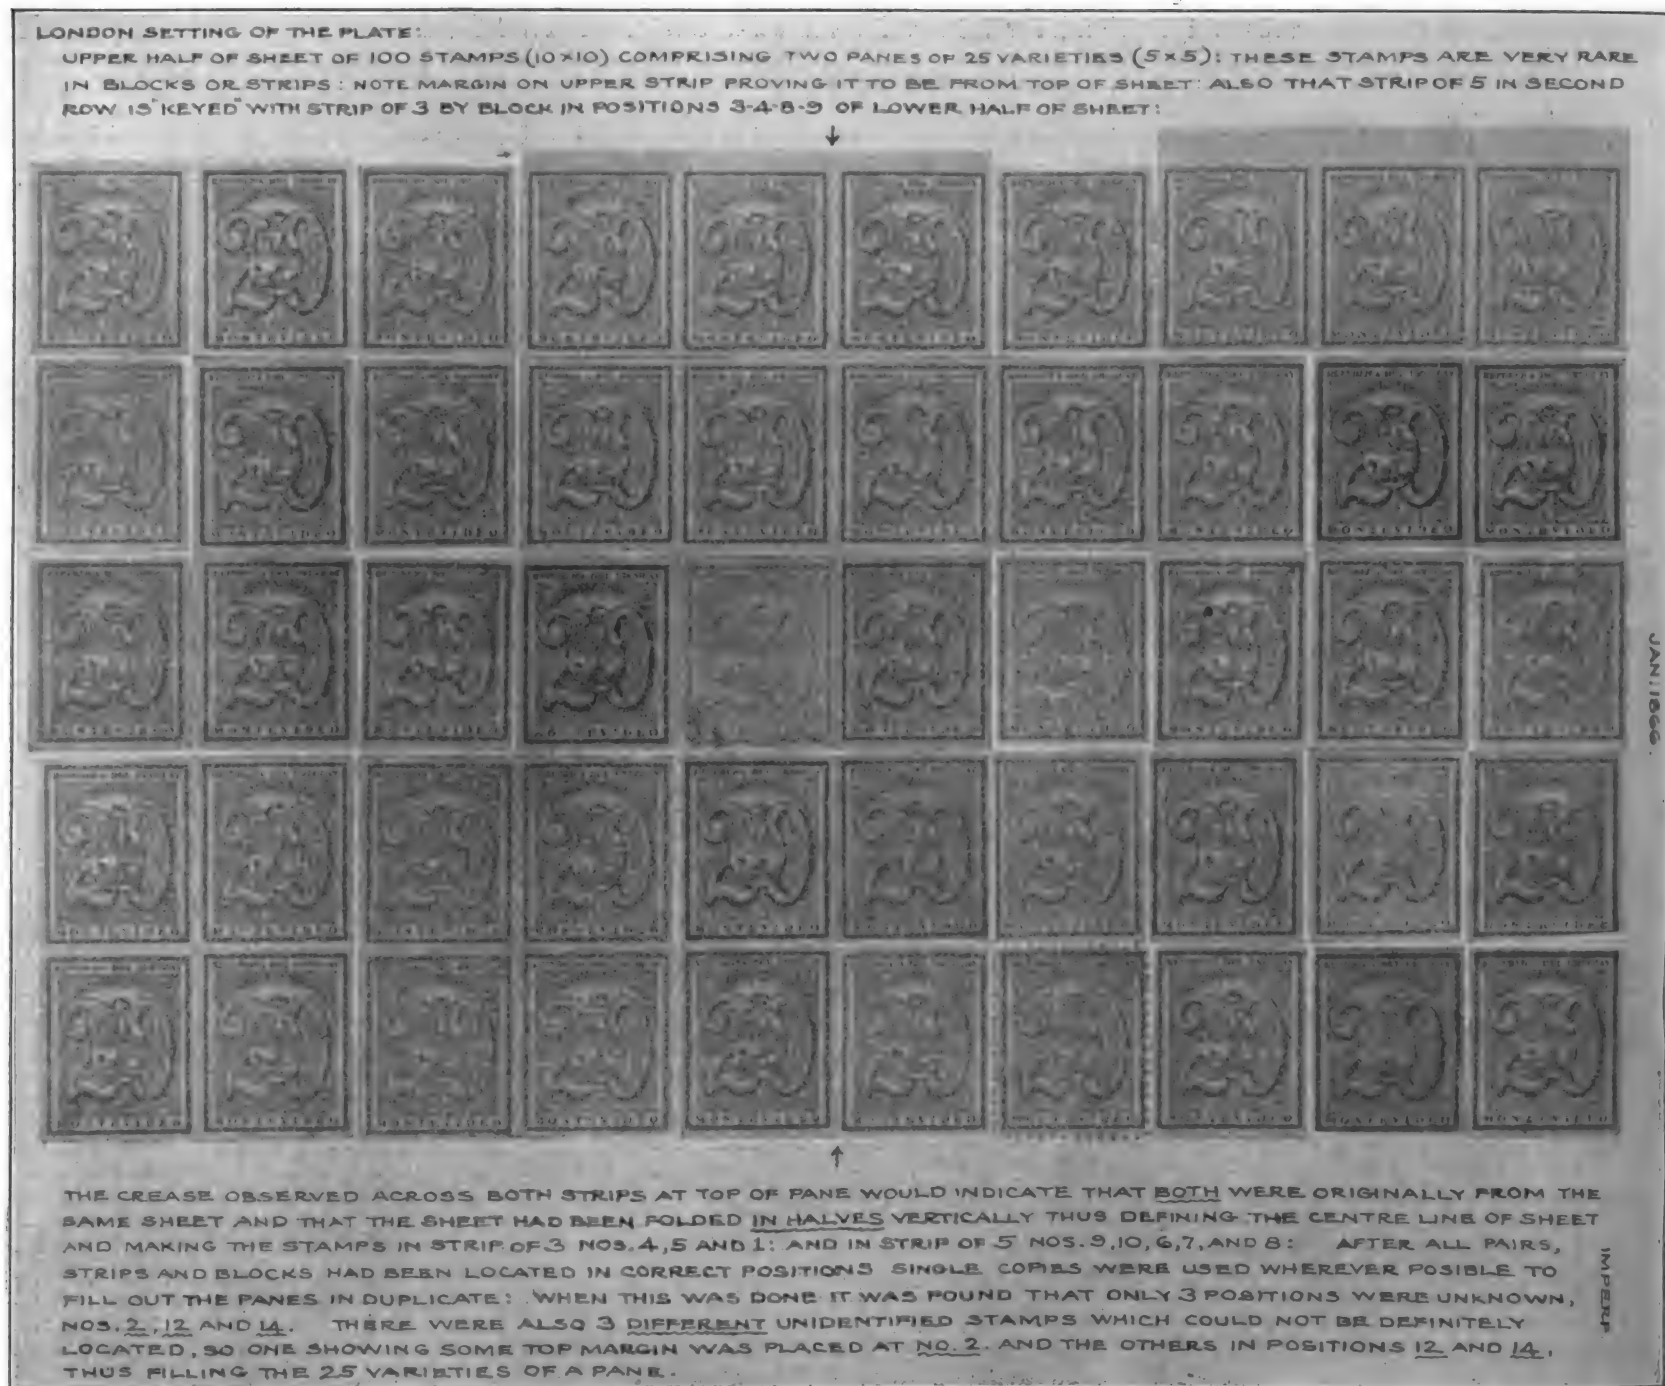 LONDON SETTING OF THE PLATE:
UPPER HALF OF SHEET OF 100 STAMPS (10×10) COMPRISING TWO PANES OF 25 VARIETIES (5×5): THESE STAMPS ARE VERY RARE
IN BLOCKS OR STRIPS: NOTE MARGIN ON UPPER STRIP PROVING IT TO BE FROM TOP OF SHEET: ALSO THAT STRIP OF 5 IN SECOND
ROW IS "KEYED" WITH STRIP OF 3 BY BLOCK IN POSITIONS 3-4-8-9 OF LOWER HALF OF SHEET:
MONTEVIDEO
JAN: 1866.
THE CREASE OBSERVED ACROSS BOTH STRIPS AT TOP OF PANE WOULD INDICATE THAT BOTH WERE ORIGINALLY FROM THE
SAME SHEET AND THAT THE SHEET HAD BEEN FOLDED IN HALVES VERTICALLY THUS DEFINING THE CENTRE LINE OF SHEET
AND MAKING THE STAMPS IN STRIP OF 3 NOS. 4, 5 AND 1: AND IN STRIP OF 5 NOS. 9, 10, 6, 7, AND 8: AFTER ALL PAIRS,
STRIPS AND BLOCKS HAD BEEN LOCATED IN CORRECT POSITIONS SINGLE COPIES WERE USED WHEREVER POSIBLE TO
FILL OUT THE PANES IN DUPLICATE: WHEN THIS WAS DONE IT WAS FOUND THAT ONLY 3 POSITIONS WERE UNKNOWN,
NOS. 2, 12 AND 14. THERE WERE ALSO 3 DIFFERENT UNIDENTIFIED STAMPS WHICH COULD NOT BE DEFINITELY
LOCATED, SO ONE SHOWING SOME TOP MARGIN WAS PLACED AT NO. 2. AND THE OTHERS IN POSITIONS 12 AND 14,
THUS FILLING THE 25 VARIETIES OF A PANE.
IMPERF.